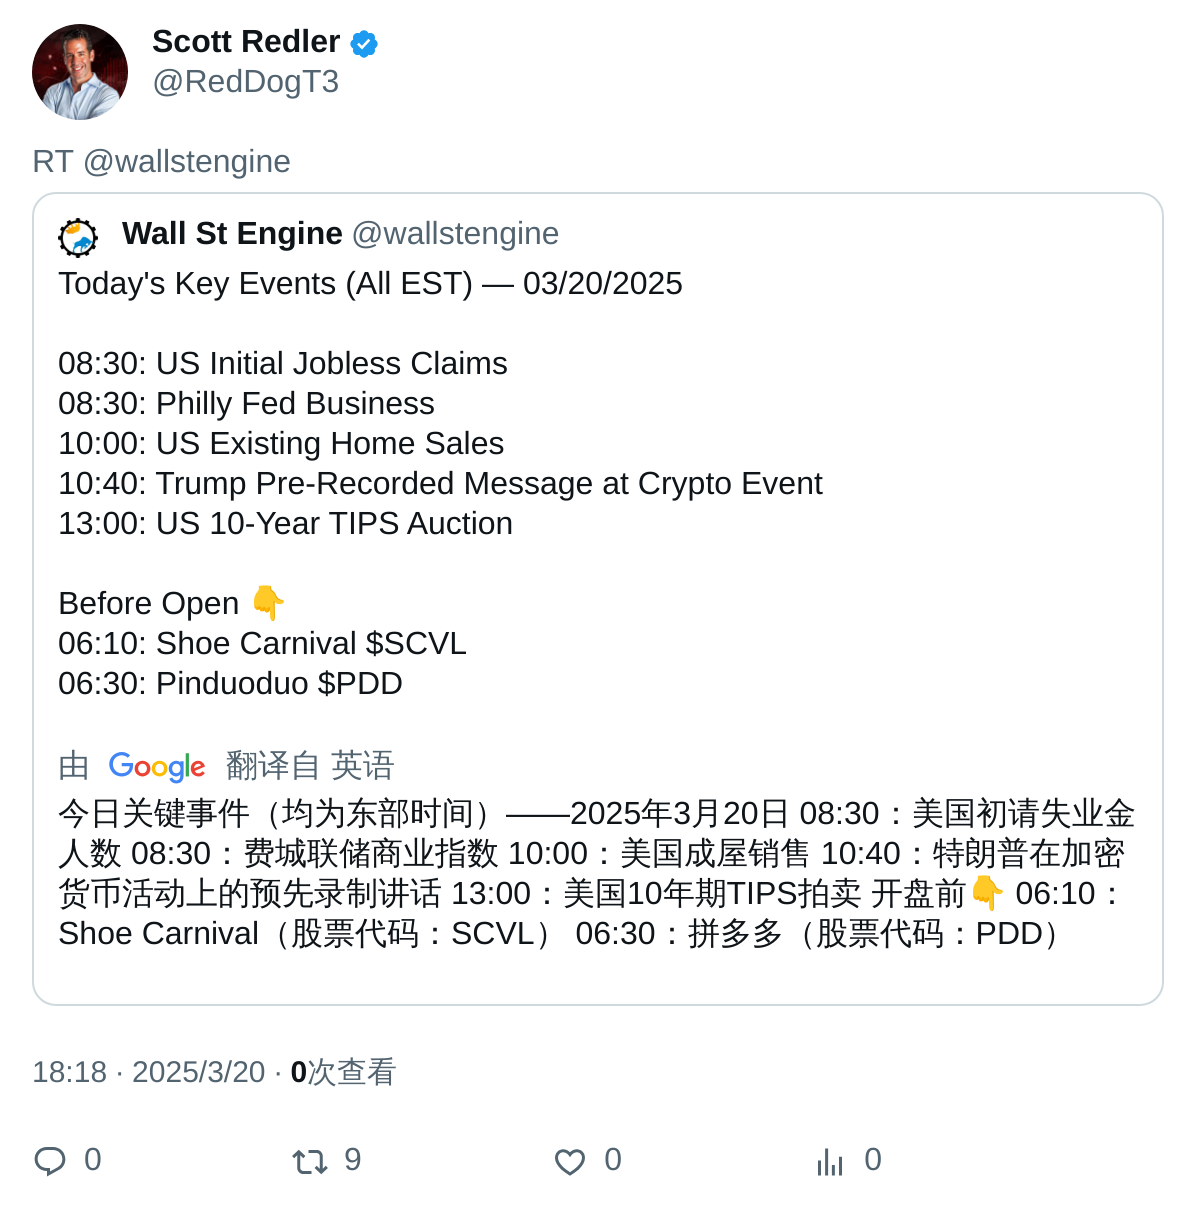 Scott Redler
@RedDogT3
RT @wallstengine
Wall St Engine @wallstengine
Today's Key Events (All EST) — 03/20/2025
08:30: US Initial Jobless Claims
08:30: Philly Fed Business
10:00: US Existing Home Sales
10:40: Trump Pre-Recorded Message at Crypto Event
13:00: US 10-Year TIPS Auction
Before Open 👇
06:10: Shoe Carnival $SCVL
06:30: Pinduoduo $PDD
由 Google 翻译自 英语
今日关键事件（均为东部时间）——2025年3月20日 08:30：美国初请失业金
人数 08:30：费城联储商业指数 10:00：美国成屋销售 10:40：特朗普在加密
货币活动上的预先录制讲话 13:00：美国10年期TIPS拍卖 开盘前👇 06:10：
Shoe Carnival（股票代码：SCVL） 06:30：拼多多（股票代码：PDD）
18:18 · 2025/3/20 · 0次查看
0 9 0 0